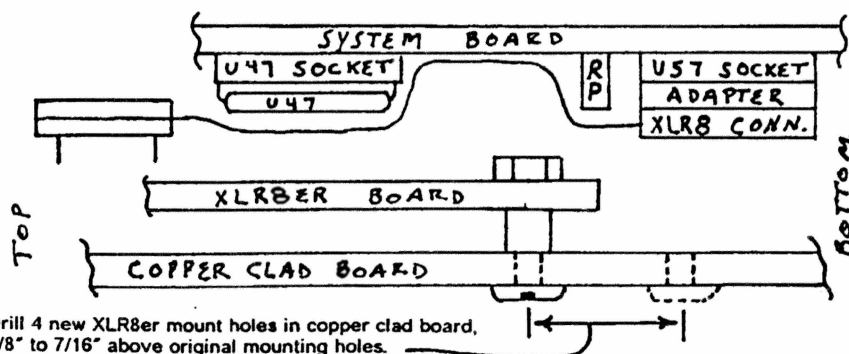 SYSTEM BOARD
U47 SOCKET
U47
RP
U57 SOCKET
ADAPTER
XLR8 CONN.
XLR8ER BOARD
TOP
BOTTOM
COPPER CLAD BOARD
rill 4 new XLR8er mount holes in copper clad board,
/8" to 7/16" above original mounting holes.